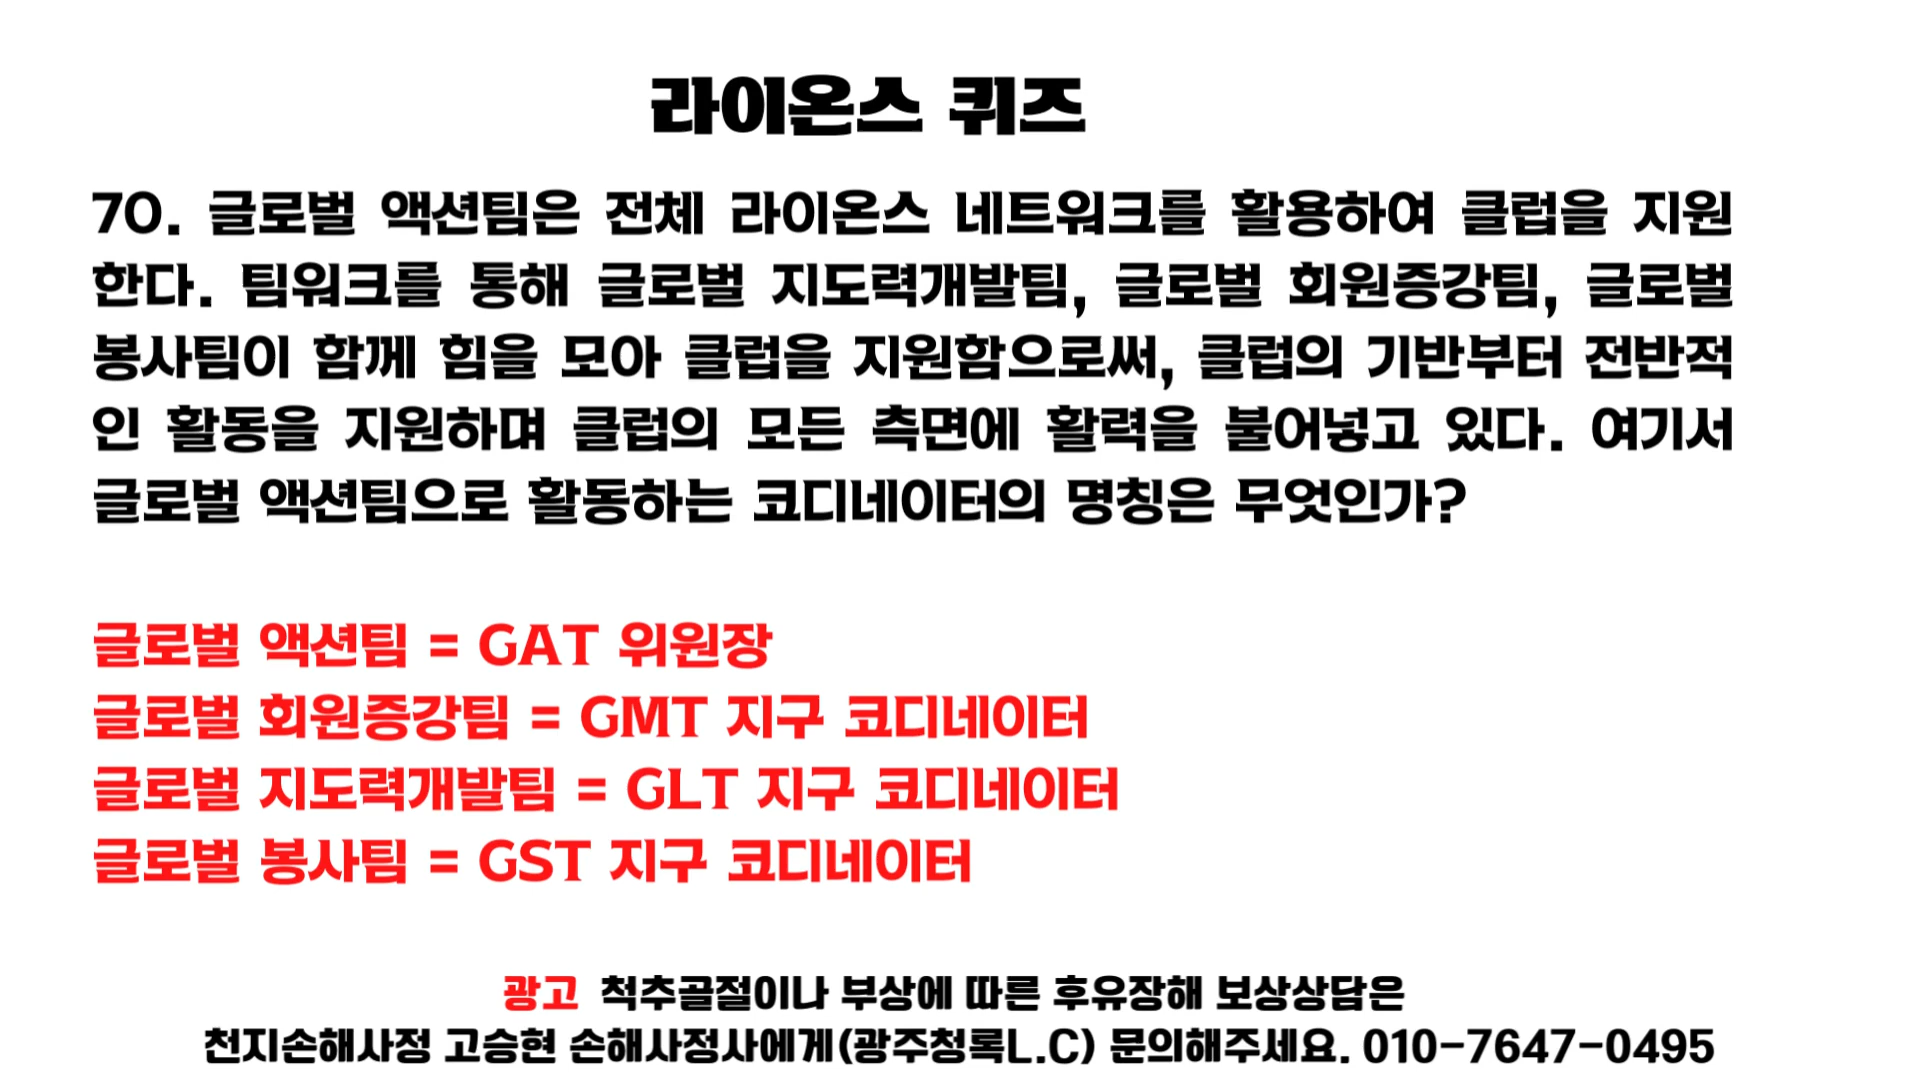 라이온스 퀴즈
70. 글로벌 액션팀은 전체 라이온스 네트워크를 활용하여 클럽을 지원
한다. 팀워크를 통해 글로벌 지도력개발팀, 글로벌 회원증강팀, 글로벌
봉사팀이 함께 힘을 모아 클럽을 지원함으로써, 클럽의 기반부터 전반적
인 활동을 지원하며 클럽의 모든 측면에 활력을 불어넣고 있다. 여기서
글로벌 액션팀으로 활동하는 코디네이터의 명칭은 무엇인가?
글로벌 액션팀 = GAT 위원장
글로벌 회원증강팀 = GMT 지구 코디네이터
글로벌 지도력개발팀 = GLT 지구 코디네이터
글로벌 봉사팀 = GST 지구 코디네이터
광고 척추골절이나 부상에 따른 후유장해 보상상담은
천지손해사정 고승현 손해사정사에게(광주청록L.C) 문의해주세요. 010-7647-0495